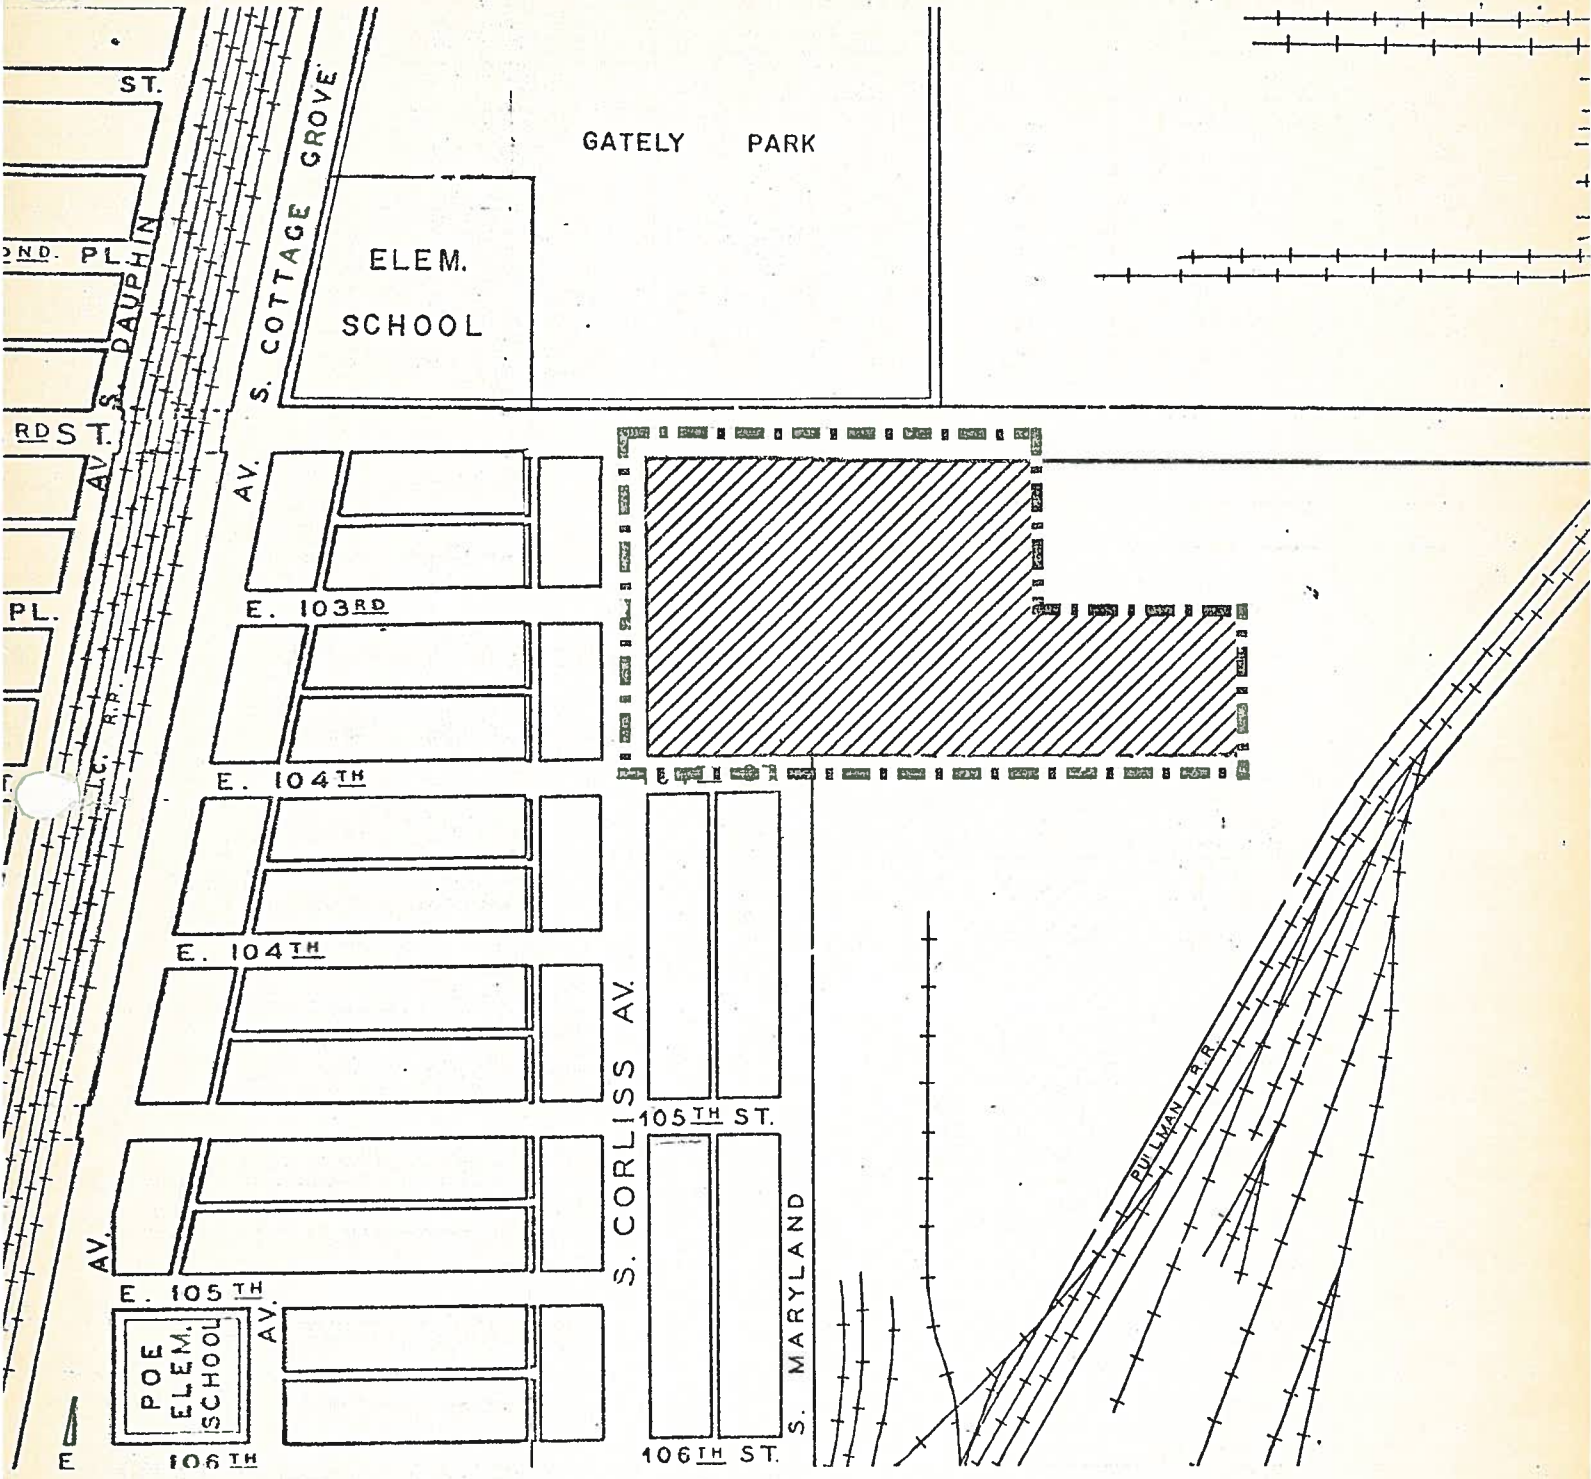 ST.
S. COTTAGE GROVE
GATELY PARK
ELEM.
SCHOOL
ND. PL.
S. DAUPHIN
RD ST.
AV.
AV.
E. 103RD
PL.
I.C. R.R.
E. 104TH
E. 104TH
S. CORLISS AV.
105TH ST.
PULLMAN R.R.
S. MARYLAND
AV.
E. 105TH
AV.
POE
ELEM.
SCHOOL
E
106TH
106TH ST.